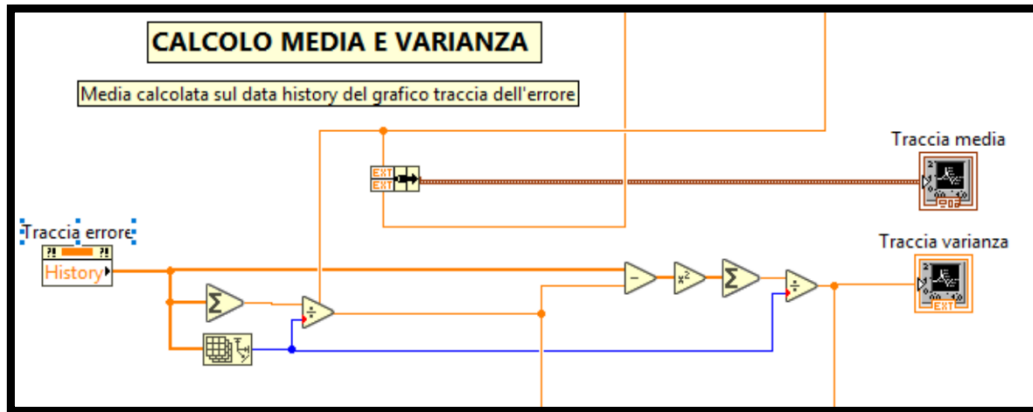 CALCOLO MEDIA E VARIANZA
Media calcolata sul data history del grafico traccia dell'errore
Traccia media
EXT
EXT
Traccia errore
?! ?!
History
Traccia varianza
Σ
÷
-
x²
Σ
÷
EXT